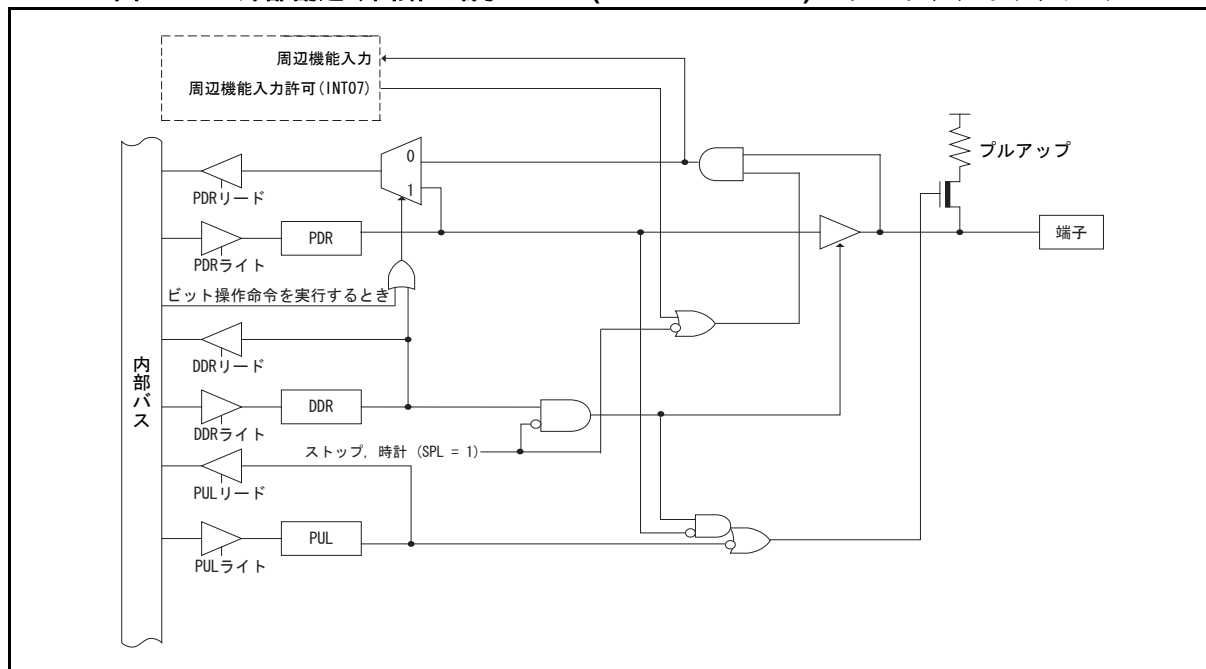 周辺機能入力
周辺機能入力許可(INT07)
プルアップ
0
1
PDRリード
PDR
端子
PDRライト
ビット操作命令を実行するとき
DDRリード
内部バス
DDR
DDRライト
ストップ, 時計 (SPL = 1)
PULリード
PUL
PULライト